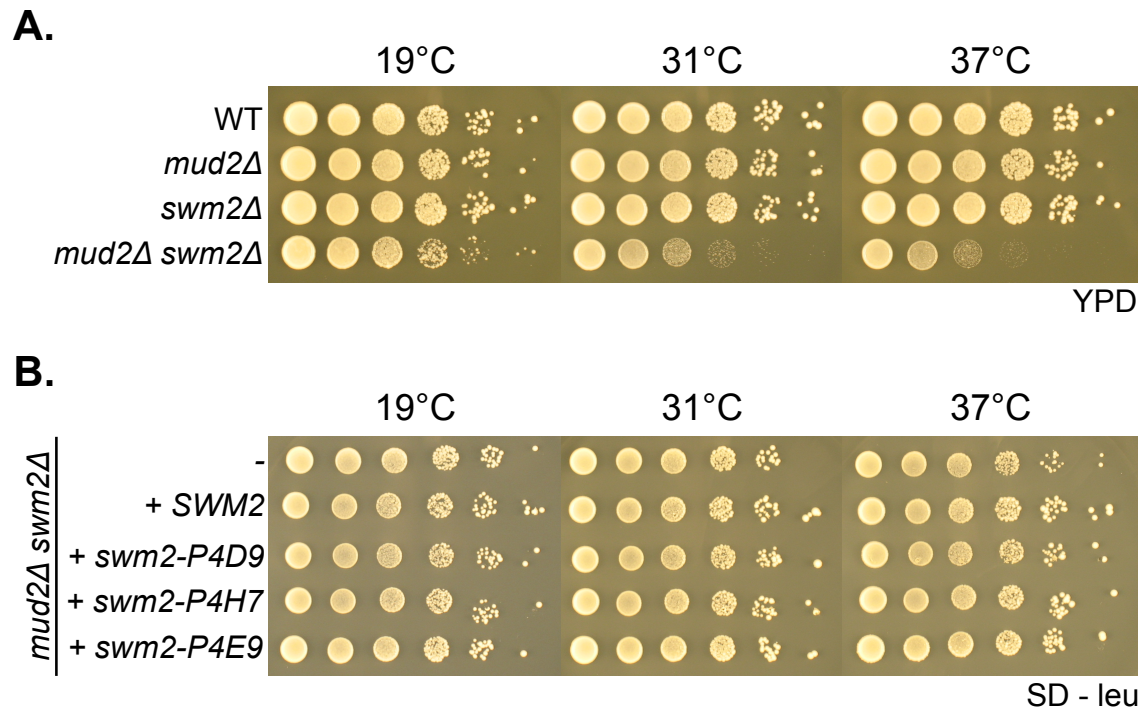 A.
19°C 31°C 37°C
WT
mud2Δ
swm2Δ
mud2Δ swm2Δ
YPD
B.
19°C 31°C 37°C
mud2Δ swm2Δ
-
+ SWM2
+ swm2-P4D9
+ swm2-P4H7
+ swm2-P4E9
SD - leu